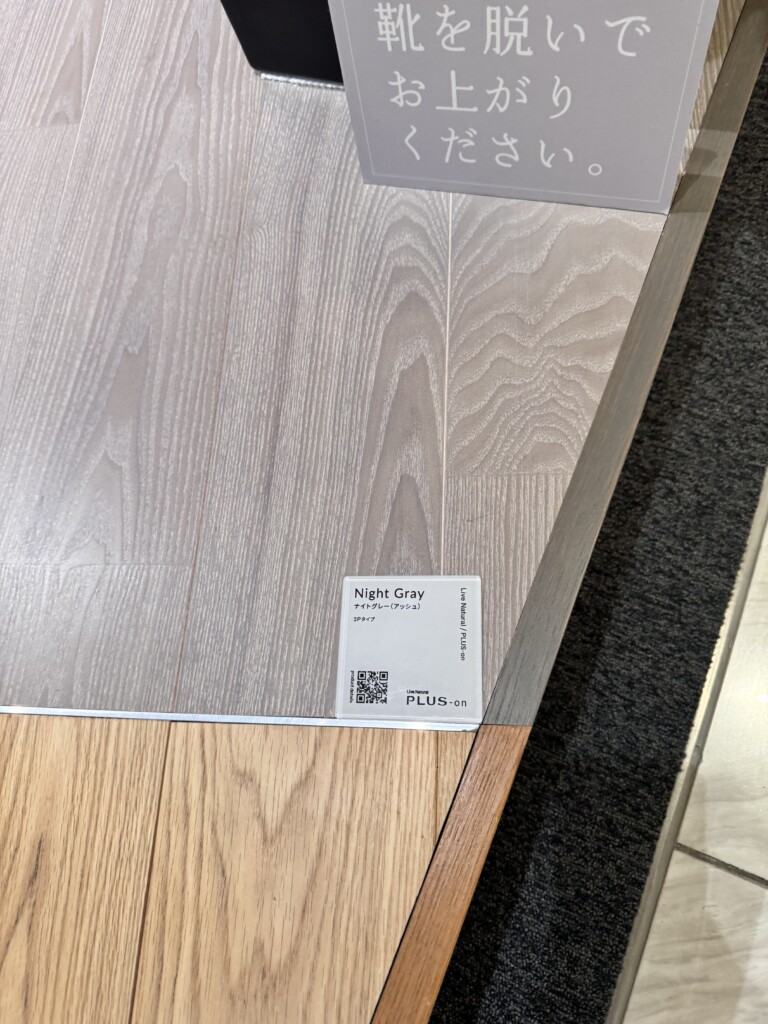 靴を脱いで
お上がり
ください。
Night Gray
ナイトグレー(アッシュ)
2Pタイプ
Live Natural / PLUS-on
product details
Live Natural
PLUS-on